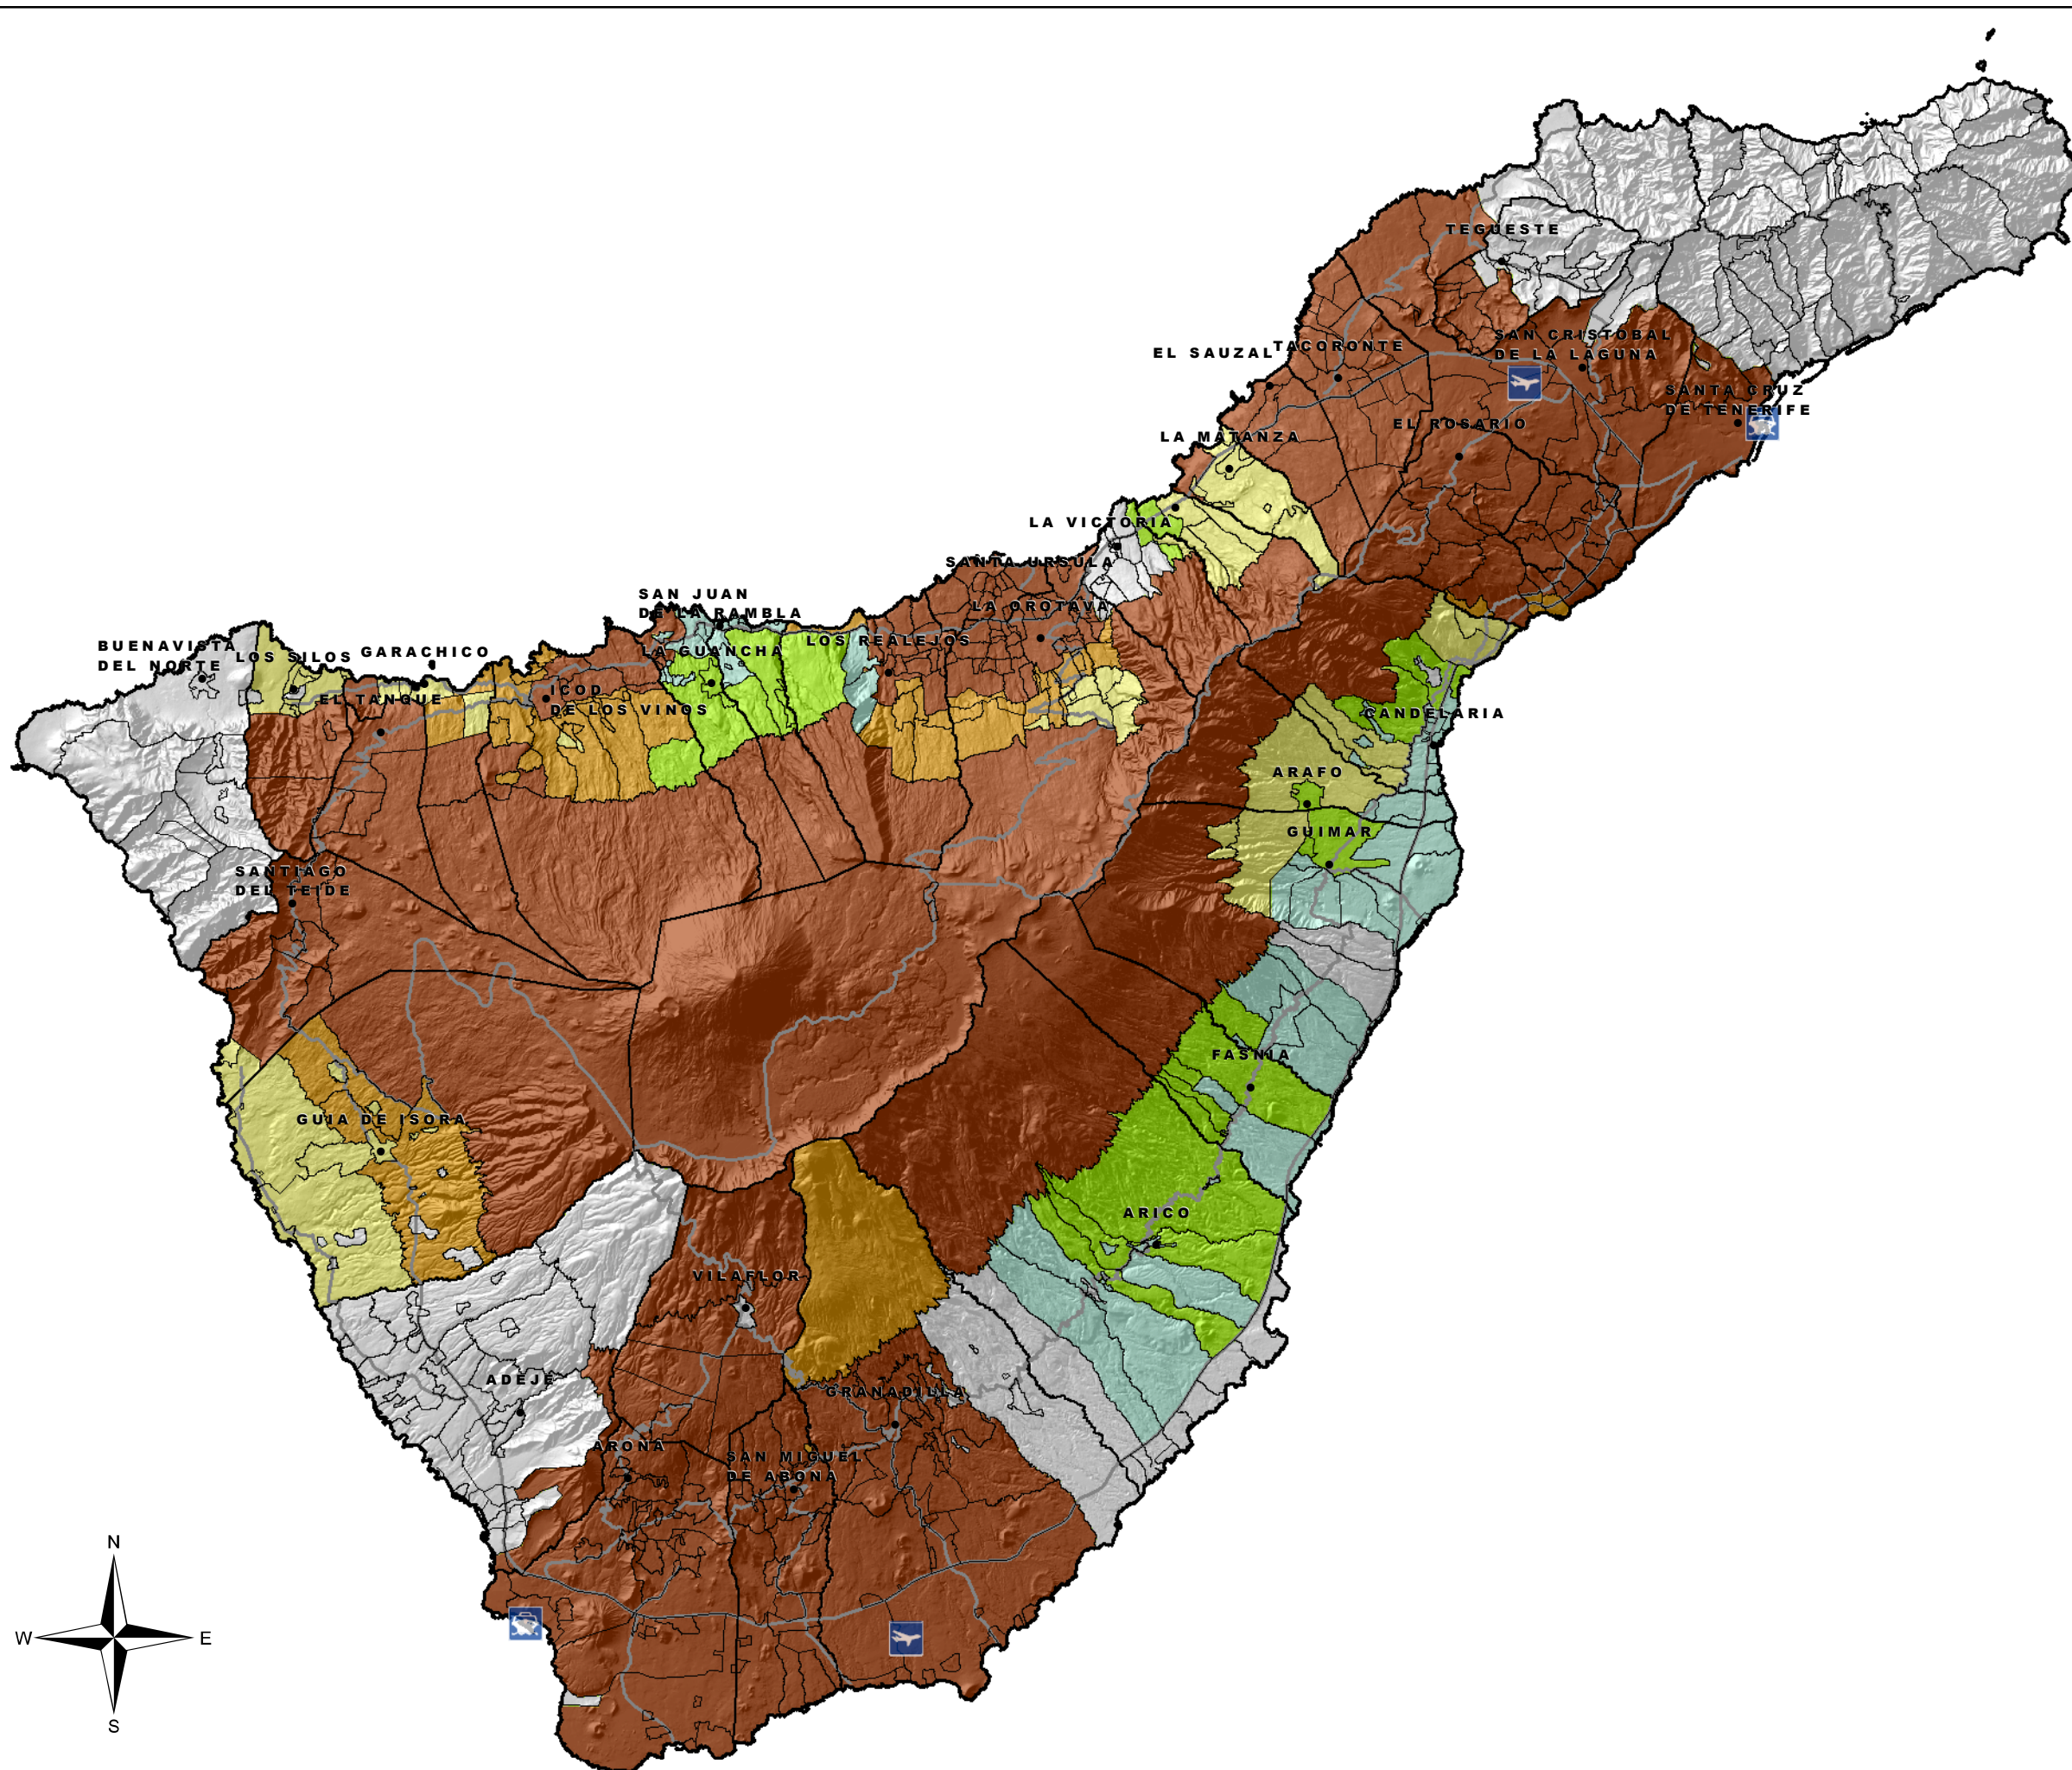 TEGUESTE
SAN CRISTOBAL
DE LA LAGUNA
EL SAUZAL
TACORONTE
SANTA CRUZ
DE TENERIFE
EL ROSARIO
LA MATANZA
LA VICTORIA
SANTA URSULA
SAN JUAN
DE LA RAMBLA
LA OROTAVA
LOS REALEJOS
LA GUANCHA
BUENAVISTA
DEL NORTE
LOS SILOS
GARACHICO
EL TANQUE
ICOD
DE LOS VINOS
CANDELARIA
ARAFO
GUIMAR
SANTIAGO
DEL TEIDE
FASNIA
GUIA DE ISORA
ARICO
VILAFLOR
ADEJE
GRANADILLA
ARONA
SAN MIGUEL
DE ABONA
N
W
E
S